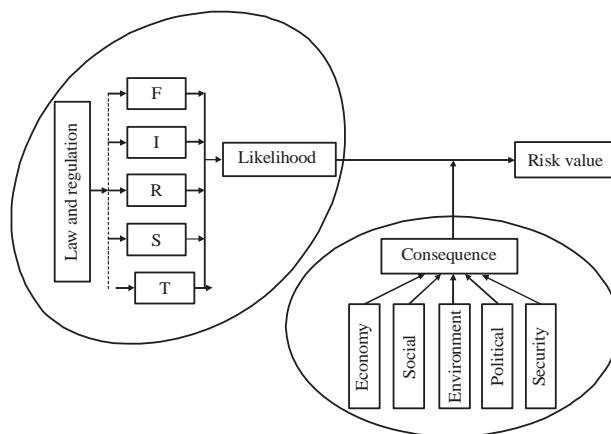 Law and regulation
F
I
R
S
T
Likelihood
Risk value
Consequence
Economy
Social
Environment
Political
Security